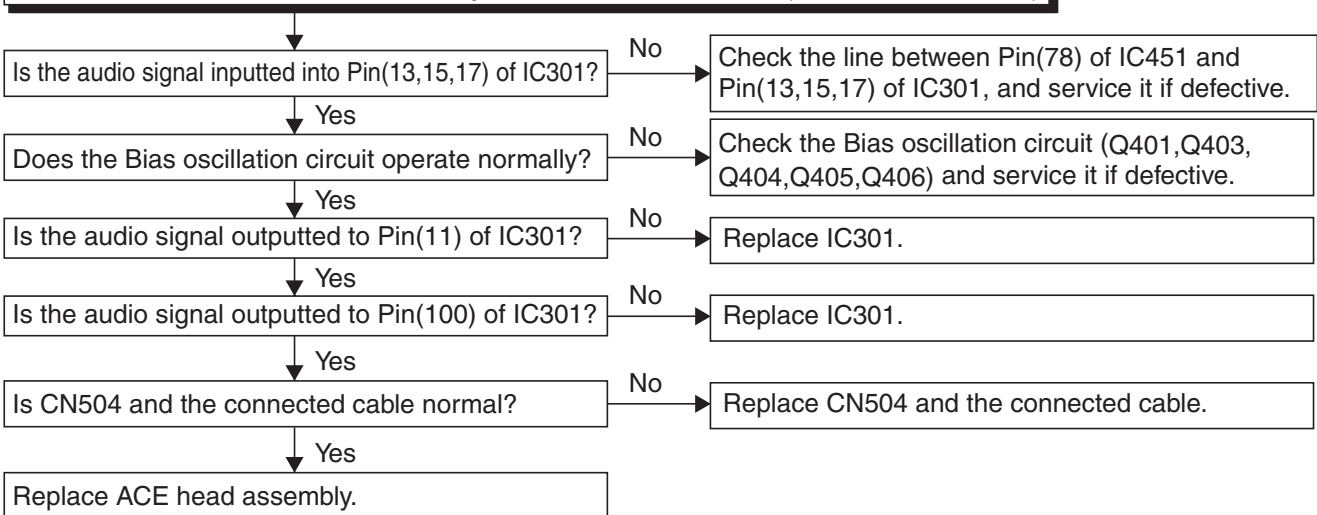 Is the audio signal inputted into Pin(13,15,17) of IC301?
No
Check the line between Pin(78) of IC451 and
Pin(13,15,17) of IC301, and service it if defective.
Yes
Does the Bias oscillation circuit operate normally?
No
Check the Bias oscillation circuit (Q401,Q403,
Q404,Q405,Q406) and service it if defective.
Yes
Is the audio signal outputted to Pin(11) of IC301?
No
Replace IC301.
Yes
Is the audio signal outputted to Pin(100) of IC301?
No
Replace IC301.
Yes
Is CN504 and the connected cable normal?
No
Replace CN504 and the connected cable.
Yes
Replace ACE head assembly.